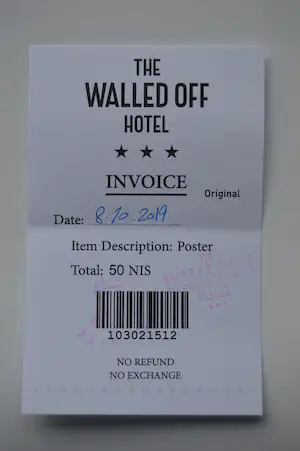 THE
WALLED OFF
HOTEL
★ ★ ★
INVOICE
Original
Date: 8.10.2019
Item Description: Poster
Total: 50 NIS
103021512
NO REFUND
NO EXCHANGE